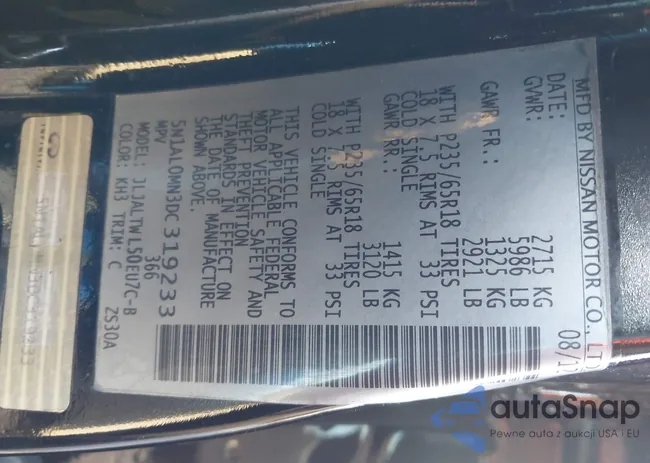 MFD BY NISSAN MOTOR CO., LTD
DATE: 08/1
GVWR: 2715 KG
5986 LB
GAWR FR.: 1325 KG
2921 LB
WITH P235/65R18 TIRES
18 X 7.5 RIMS AT 33 PSI
COLD SINGLE
GAWR RR.: 1415 KG
3120 LB
WITH P235/65R18 TIRES
18 X 7.5 RIMS AT 33 PSI
COLD SINGLE
THIS VEHICLE CONFORMS TO
ALL APPLICABLE FEDERAL
MOTOR VEHICLE SAFETY AND
THEFT PREVENTION
STANDARDS IN EFFECT ON
THE DATE OF MANUFACTURE
SHOWN ABOVE.
5N1AL0MN3DC319233
MPV 366
MODEL: JLJALTWL50EU7C-B
COLOR: KH3 TRIM: C ZS30A
INFINITI
autaSnap
Pewne auta z aukcji USA i EU